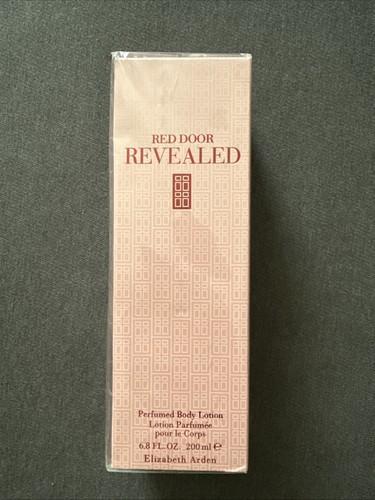 RED DOOR
REVEALED
Perfumed Body Lotion
Lotion Parfumée
pour le Corps
6.8 FL. OZ. 200 ml ℮
Elizabeth Arden